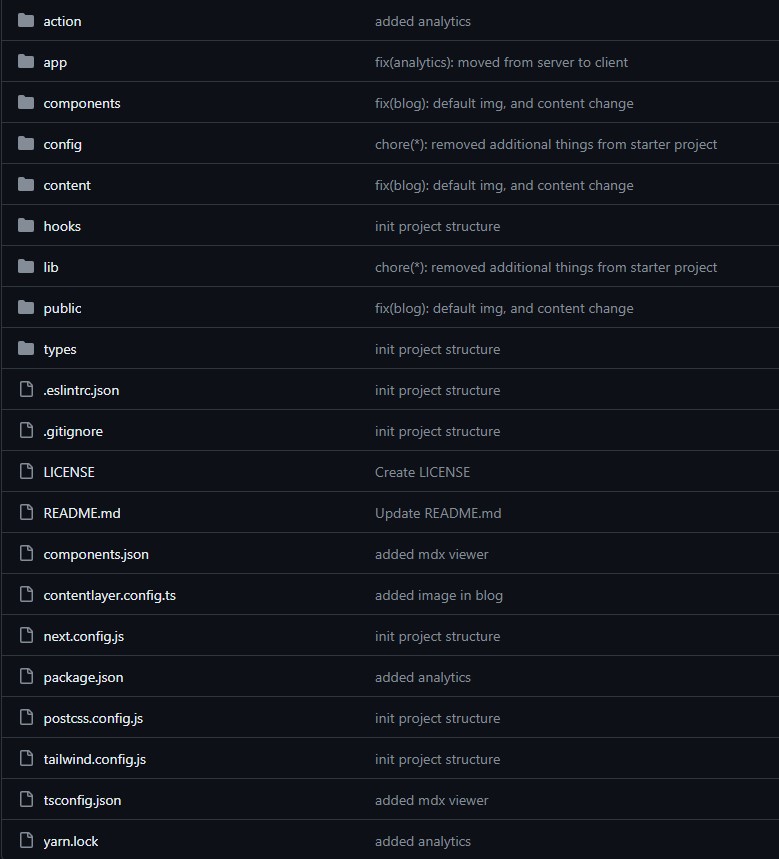 action added analytics
app fix(analytics): moved from server to client
components fix(blog): default img, and content change
config chore(*): removed additional things from starter project
content fix(blog): default img, and content change
hooks init project structure
lib chore(*): removed additional things from starter project
public fix(blog): default img, and content change
types init project structure
.eslintrc.json init project structure
.gitignore init project structure
LICENSE Create LICENSE
README.md Update README.md
components.json added mdx viewer
contentlayer.config.ts added image in blog
next.config.js init project structure
package.json added analytics
postcss.config.js init project structure
tailwind.config.js init project structure
tsconfig.json added mdx viewer
yarn.lock added analytics